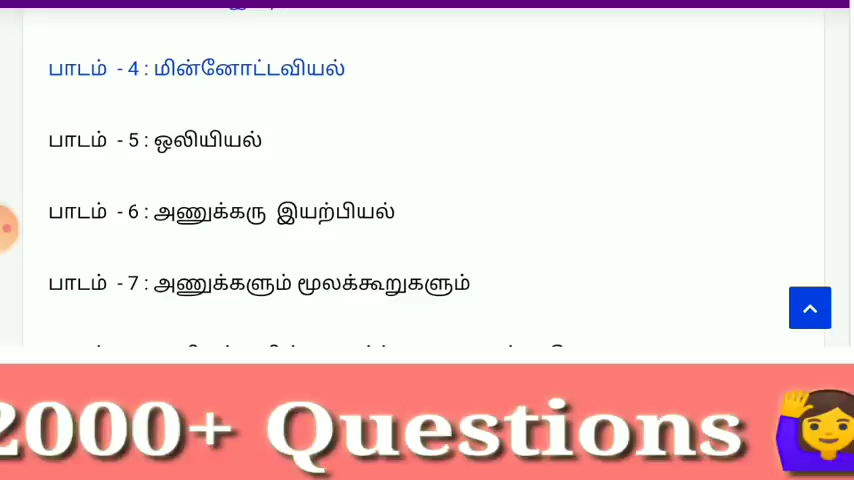 பாடம் - 4 : மின்னோட்டவியல்
பாடம் - 5 : ஒலியியல்
பாடம் - 6 : அணுக்கரு இயற்பியல்
பாடம் - 7 : அணுக்களும் மூலக்கூறுகளும்
2000+ Questions